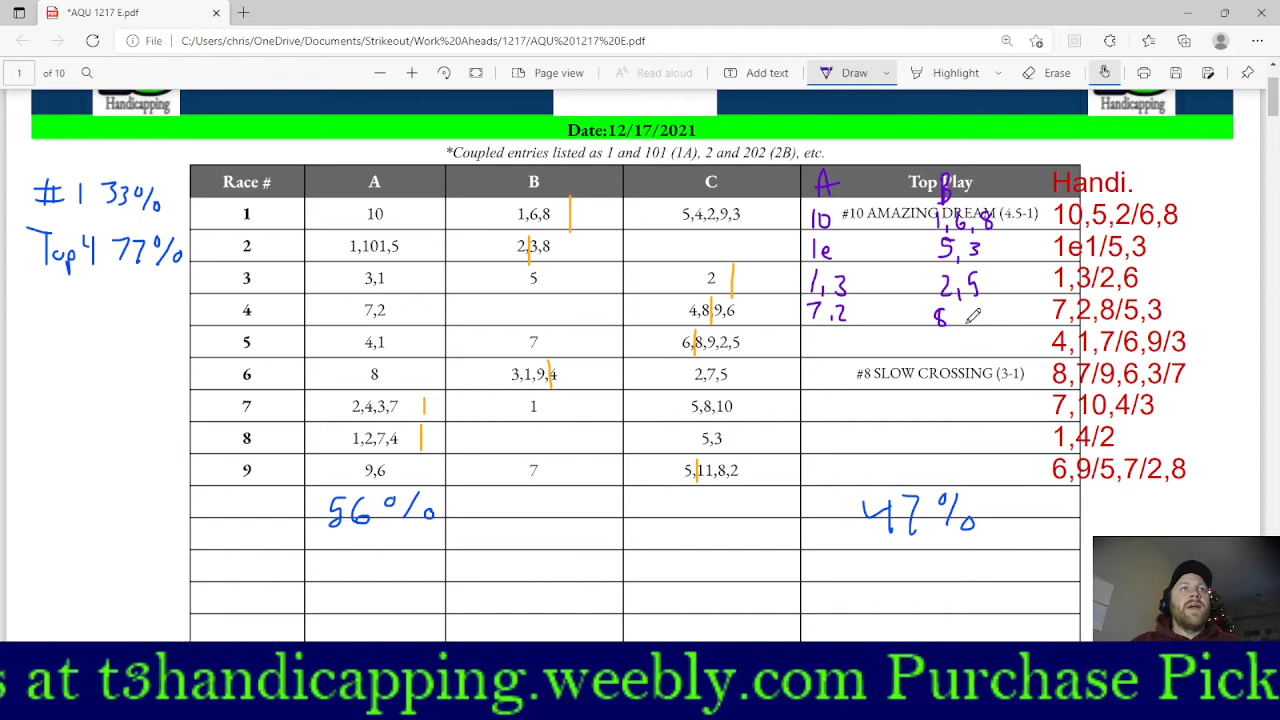 *AQU 1217 E.pdf
File C:/Users/chris/OneDrive/Documents/Strikeout/Work%20Aheads/1217/AQU%201217%20E.pdf
1 of 10 Page view Read aloud Add text Draw Highlight Erase
Handicapping Handicapping
Date:12/17/2021
*Coupled entries listed as 1 and 101 (1A), 2 and 202 (2B), etc.
Race # A B C Top Play A B Handi.
1 10 1,6,8 5,4,2,9,3 #10 AMAZING DREAM (4.5-1) 10 1,6,8 10,5,2/6,8
2 1,101,5 2,3,8 1e 5,3 1e1/5,3
3 3,1 5 2 1,3 2,5 1,3/2,6
4 7,2 4,8,9,6 7,2 8 7,2,8/5,3
5 4,1 7 6,8,9,2,5 4,1,7/6,9/3
6 8 3,1,9,4 2,7,5 #8 SLOW CROSSING (3-1) 8,7/9,6,3/7
7 2,4,3,7 1 5,8,10 7,10,4/3
8 1,2,7,4 5,3 1,4/2
9 9,6 7 5,11,8,2 6,9/5,7/2,8
# 1 33%
Top 4 77%
56% 47%
s at t3handicapping.weebly.com Purchase Pick